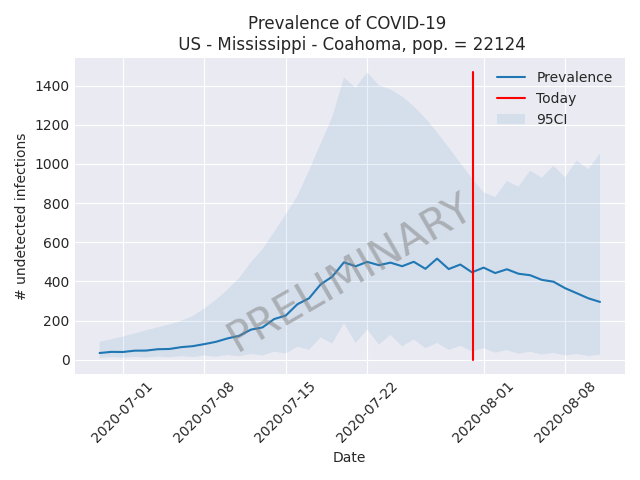 Prevalence of COVID-19
US - Mississippi - Coahoma, pop. = 22124
Prevalence
Today
95CI
1400
1200
1000
800
600
400
200
0
# undetected infections
PRELIMINARY
2020-07-01
2020-07-08
2020-07-15
2020-07-22
2020-08-01
2020-08-08
Date